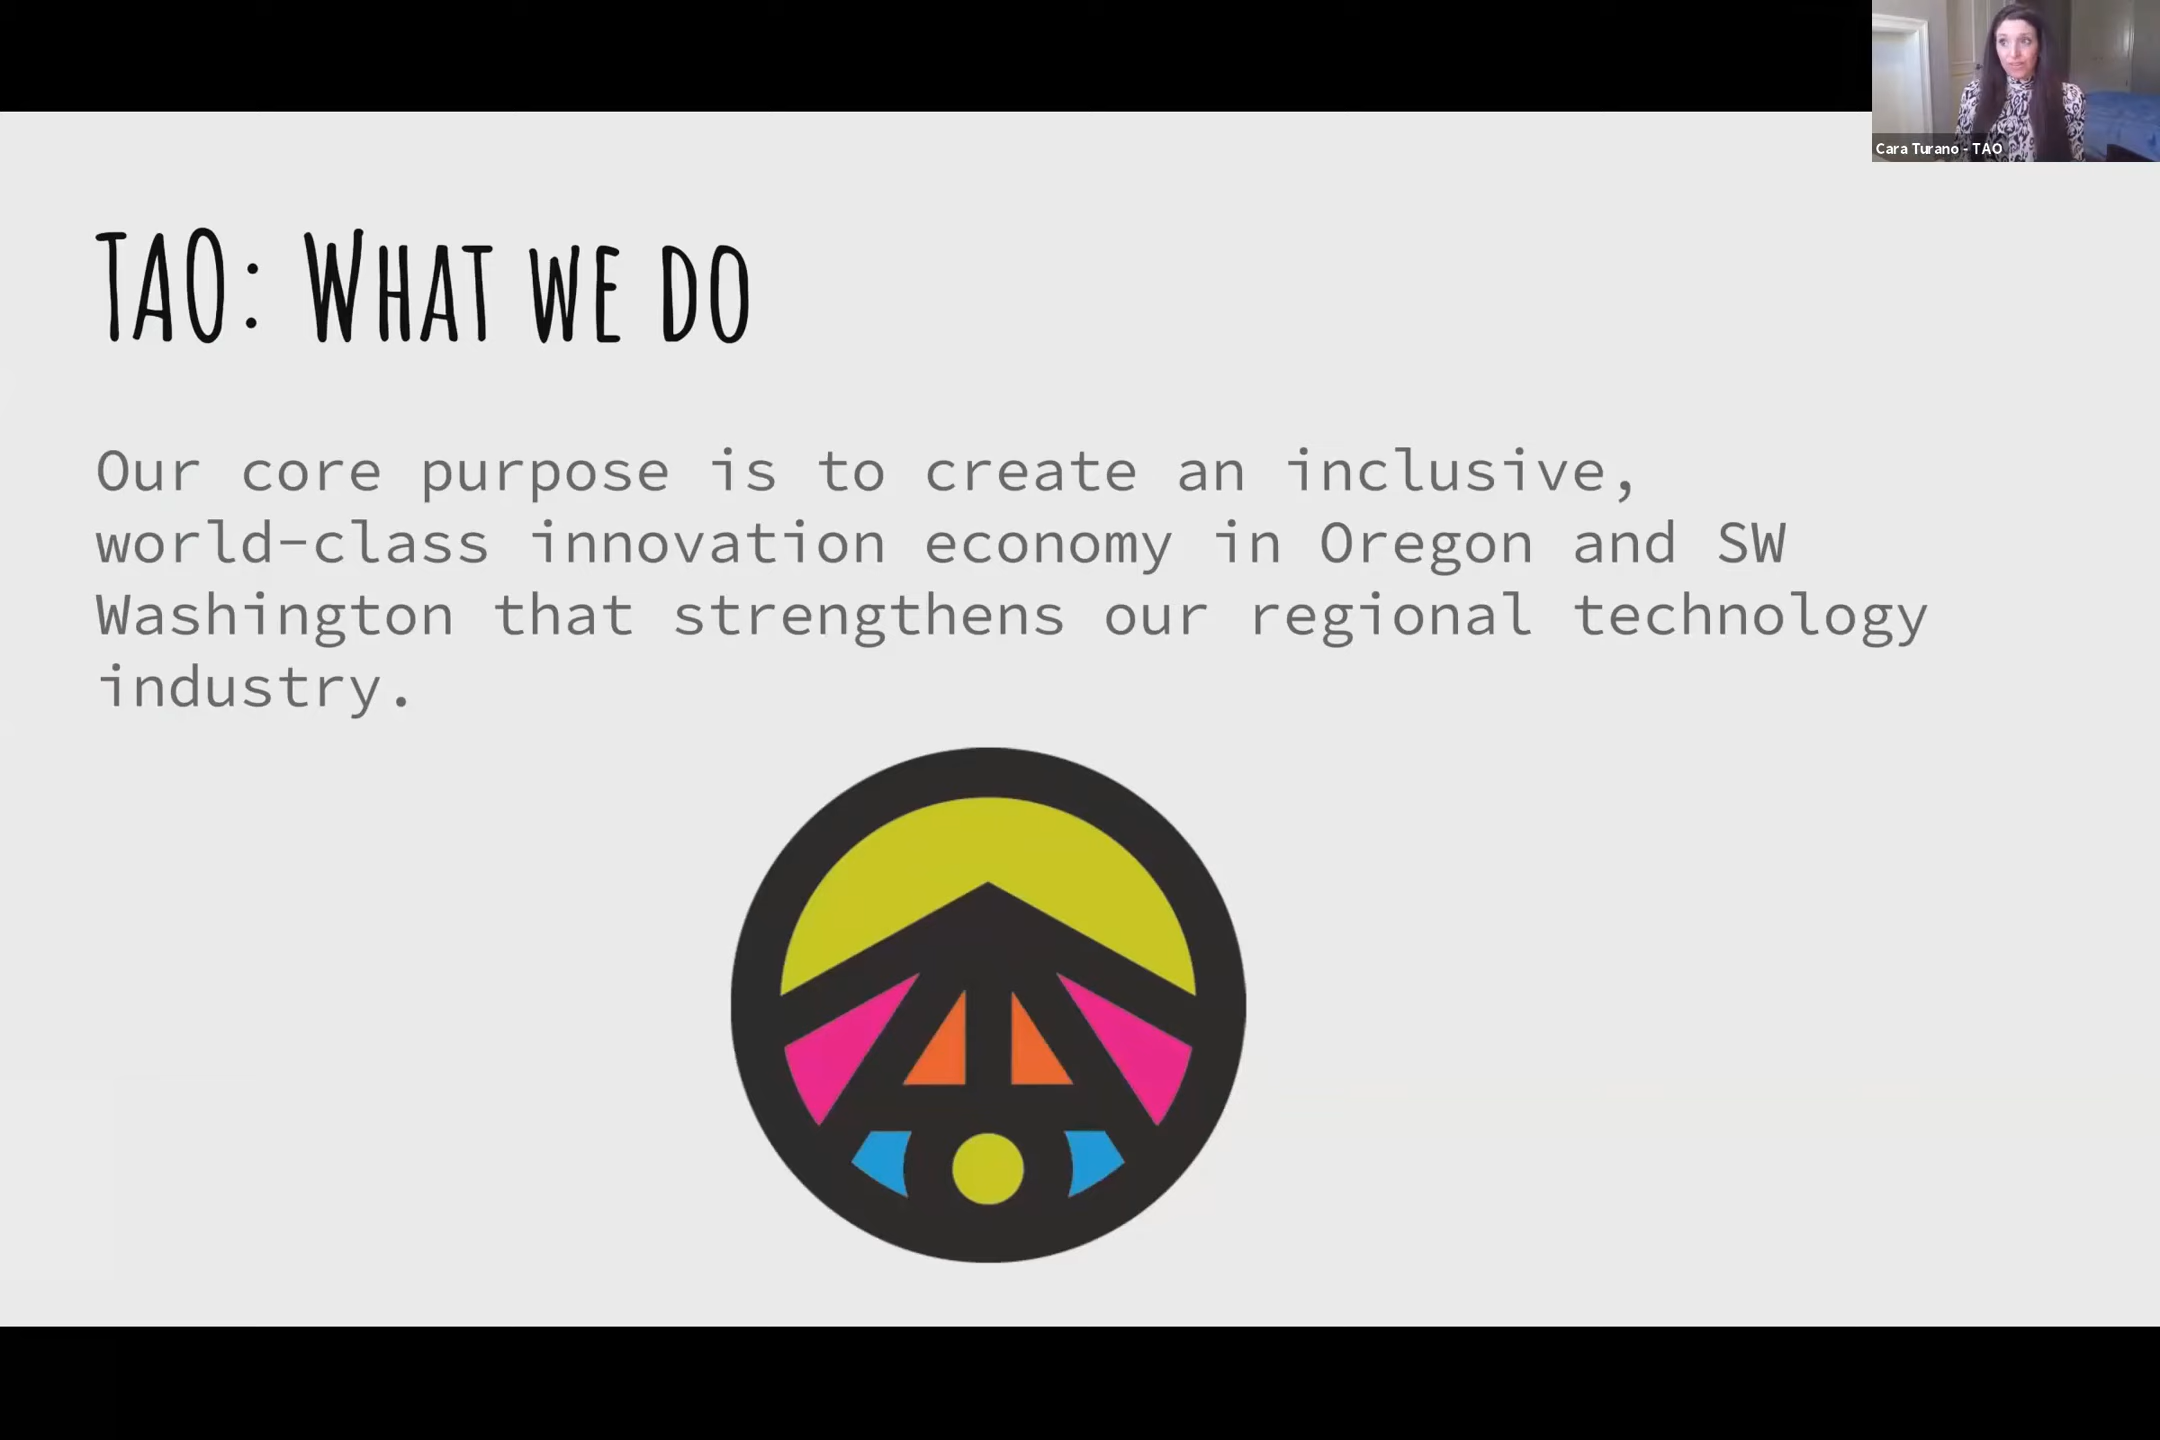 Cara Turano - TAO
TAO: What we do
Our core purpose is to create an inclusive,
world-class innovation economy in Oregon and SW
Washington that strengthens our regional technology
industry.